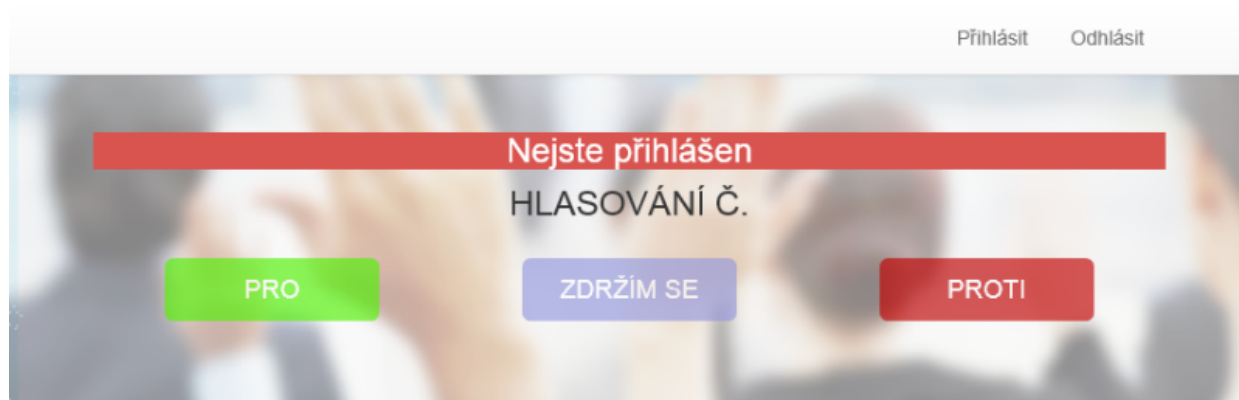 Přihlásit Odhlásit
Nejste přihlášen
HLASOVÁNÍ Č.
PRO ZDRŽÍM SE PROTI